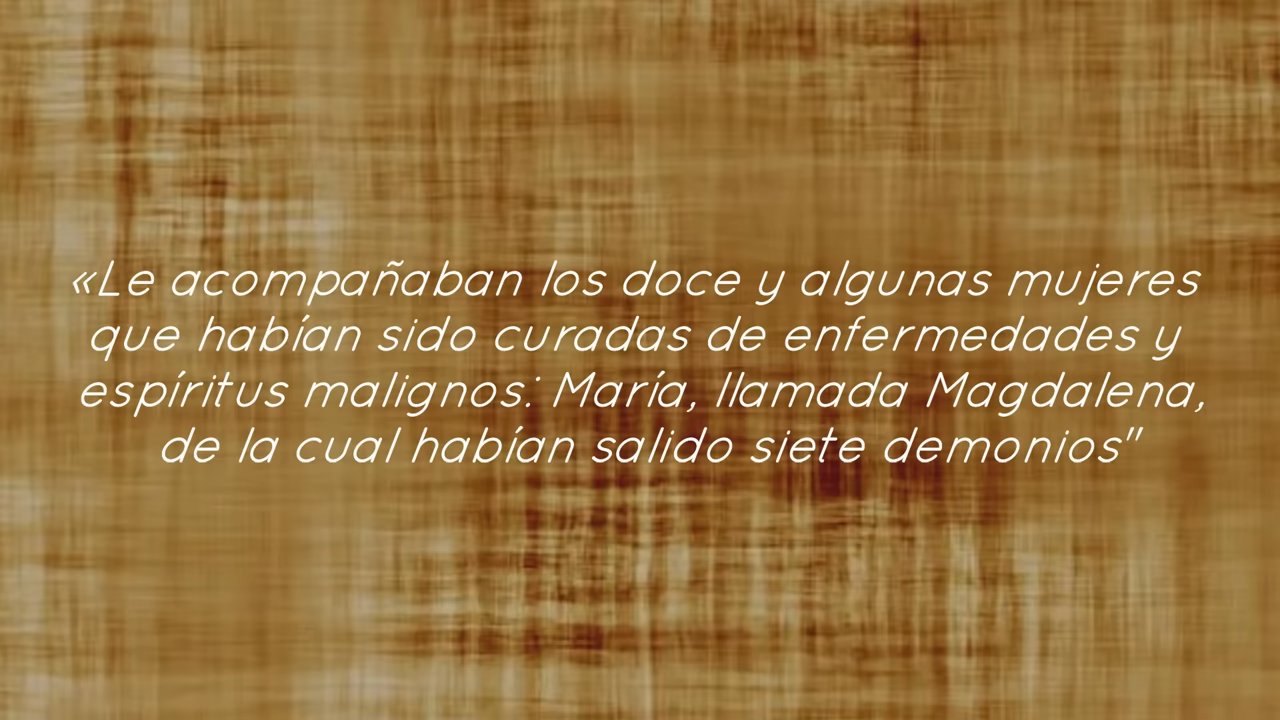 «Le acompañaban los doce y algunas mujeres
que habían sido curadas de enfermedades y
espíritus malignos: María, llamada Magdalena,
de la cual habían salido siete demonios"